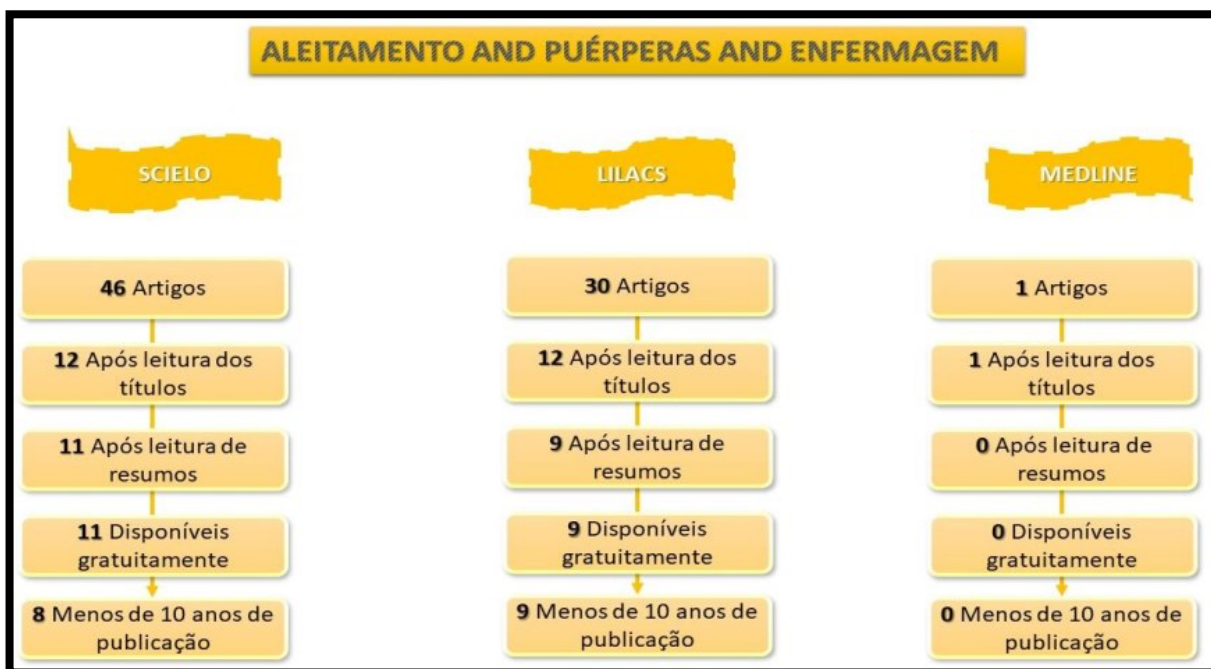 ALEITAMENTO AND PUÉRPERAS AND ENFERMAGEM
SCIELO
46 Artigos
12 Após leitura dos
títulos
11 Após leitura de
resumos
11 Disponíveis
gratuitamente
8 Menos de 10 anos de
publicação
LILACS
30 Artigos
12 Após leitura dos
títulos
9 Após leitura de
resumos
9 Disponíveis
gratuitamente
9 Menos de 10 anos de
publicação
MEDLINE
1 Artigos
1 Após leitura dos
títulos
0 Após leitura de
resumos
0 Disponíveis
gratuitamente
0 Menos de 10 anos de
publicação